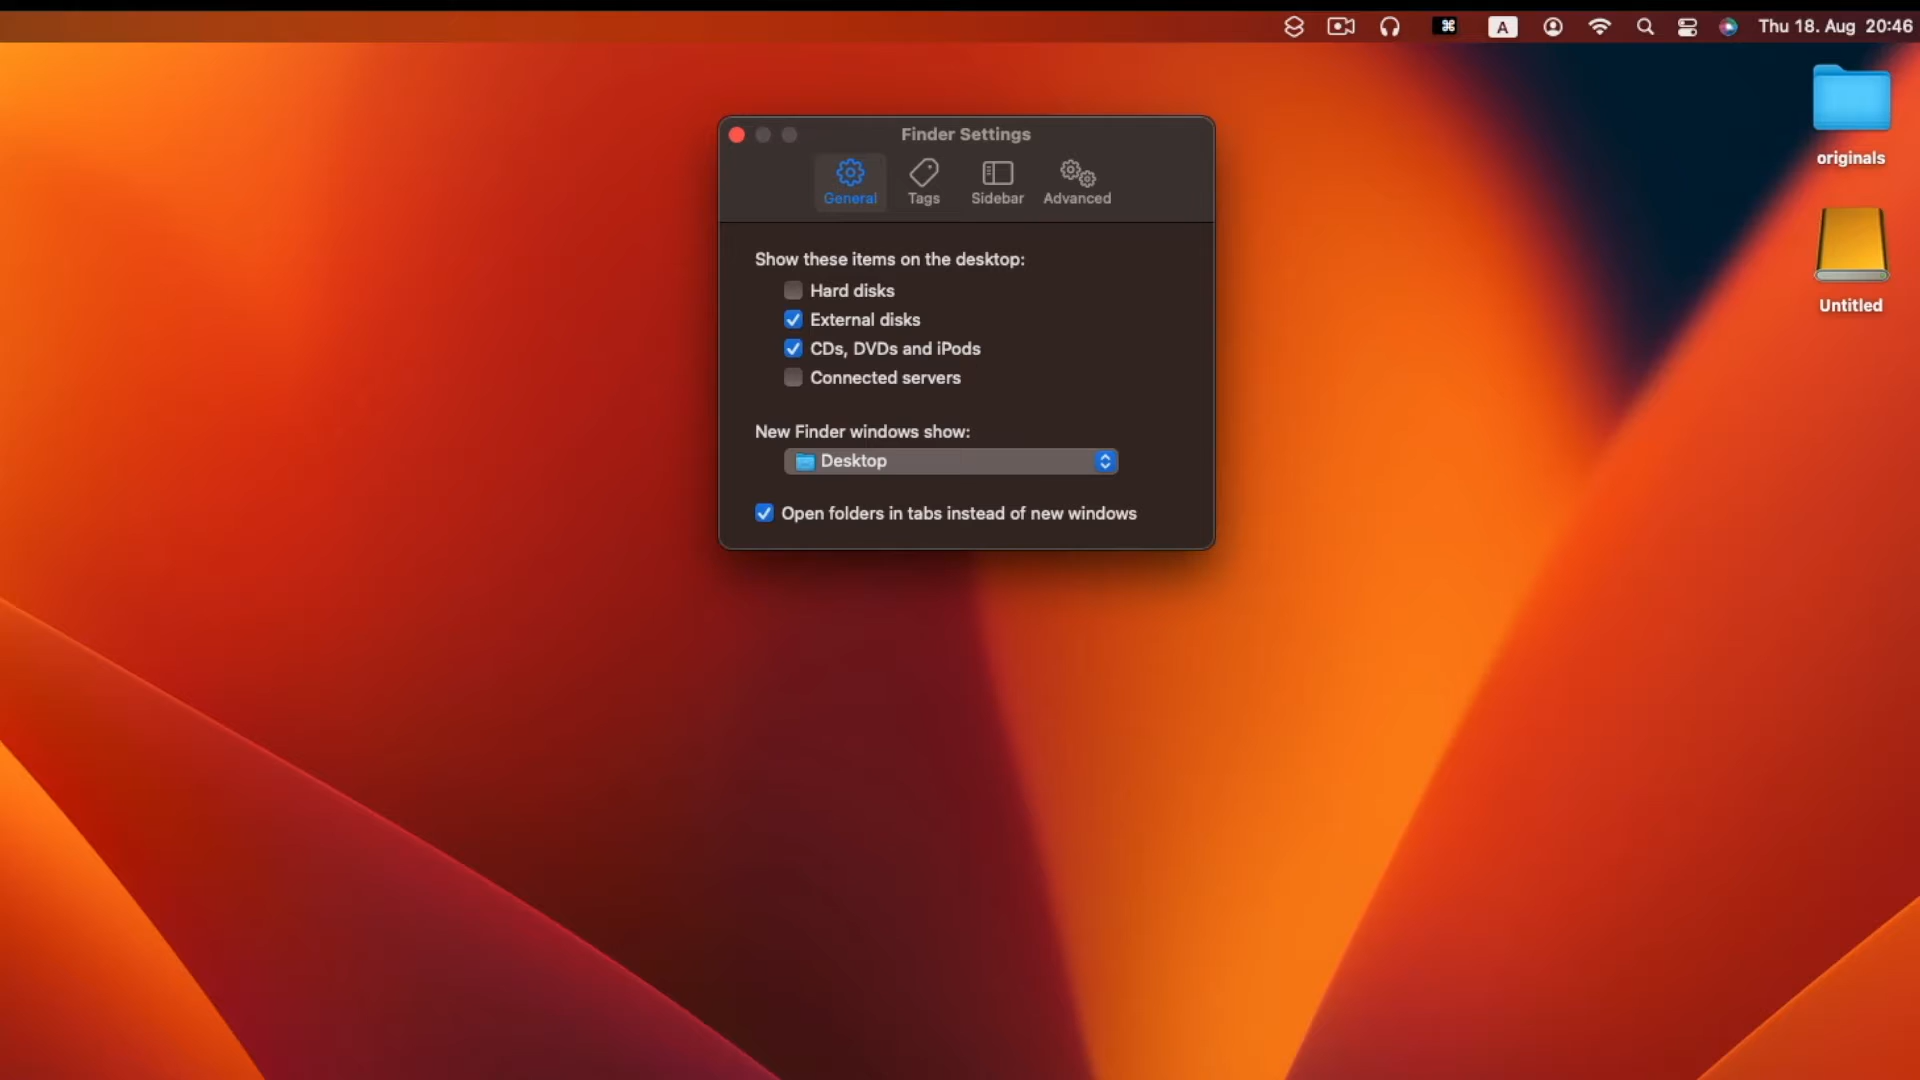 A
Thu 18. Aug 20:46
originals
Untitled
Finder Settings
General
Tags
Sidebar
Advanced
Show these items on the desktop:
Hard disks
External disks
CDs, DVDs and iPods
Connected servers
New Finder windows show:
Desktop
Open folders in tabs instead of new windows